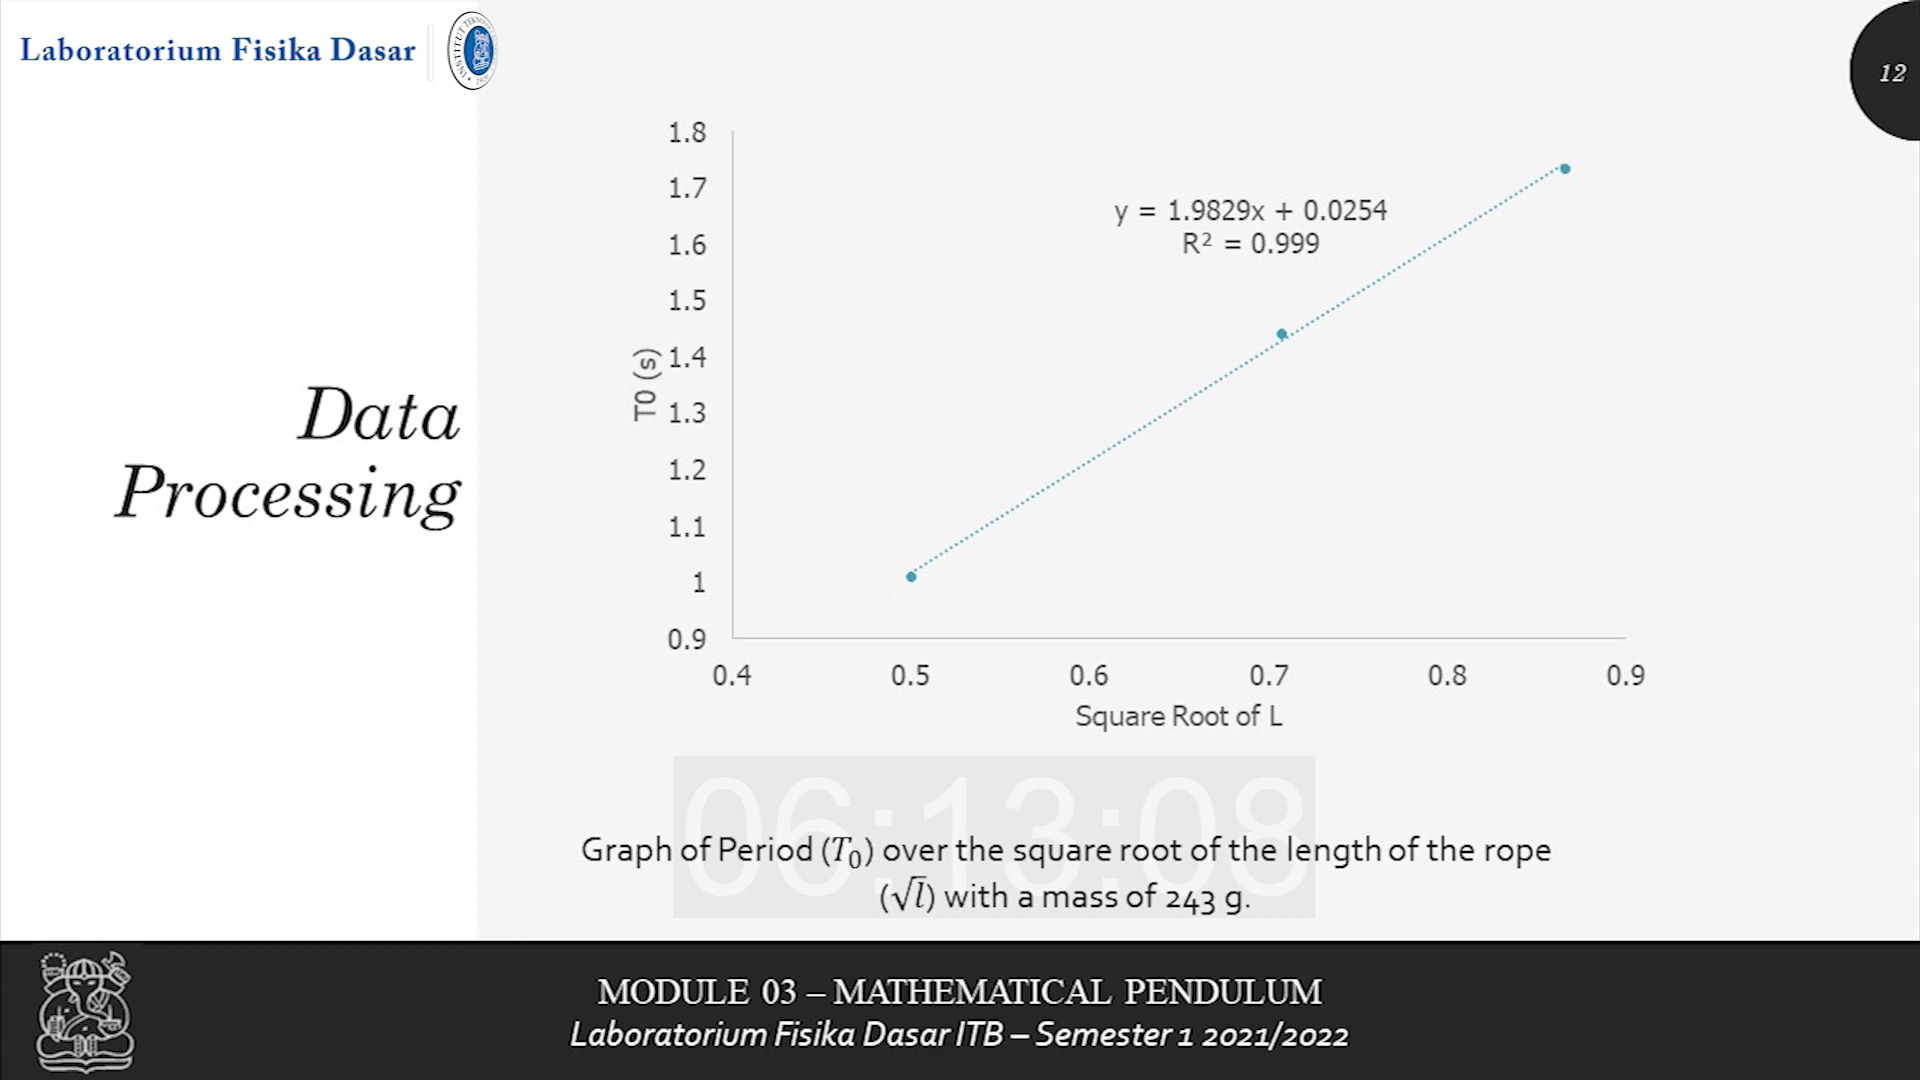 Laboratorium Fisika Dasar
12
Data
Processing
1.8
1.7
1.6
1.5
1.4
1.3
1.2
1.1
1
0.9
T0 (s)
y = 1.9829x + 0.0254
R² = 0.999
0.4 0.5 0.6 0.7 0.8 0.9
Square Root of L
06:13:08
Graph of Period (T₀) over the square root of the length of the rope
(√l) with a mass of 243 g.
MODULE 03 – MATHEMATICAL PENDULUM
Laboratorium Fisika Dasar ITB – Semester 1 2021/2022